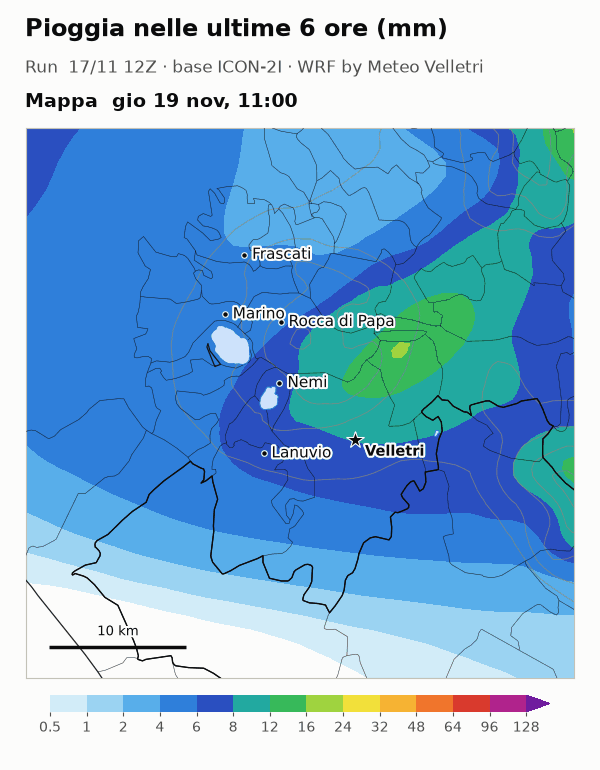 Pioggia nelle ultime 6 ore (mm)
Run  17/11 12Z · base ICON-2I · WRF by Meteo Velletri
Mappa  gio 19 nov, 11:00
Frascati
Marino
Rocca di Papa
Nemi
Velletri
Lanuvio
10 km
0.5 1 2 4 6 8 12 16 24 32 48 64 96 128